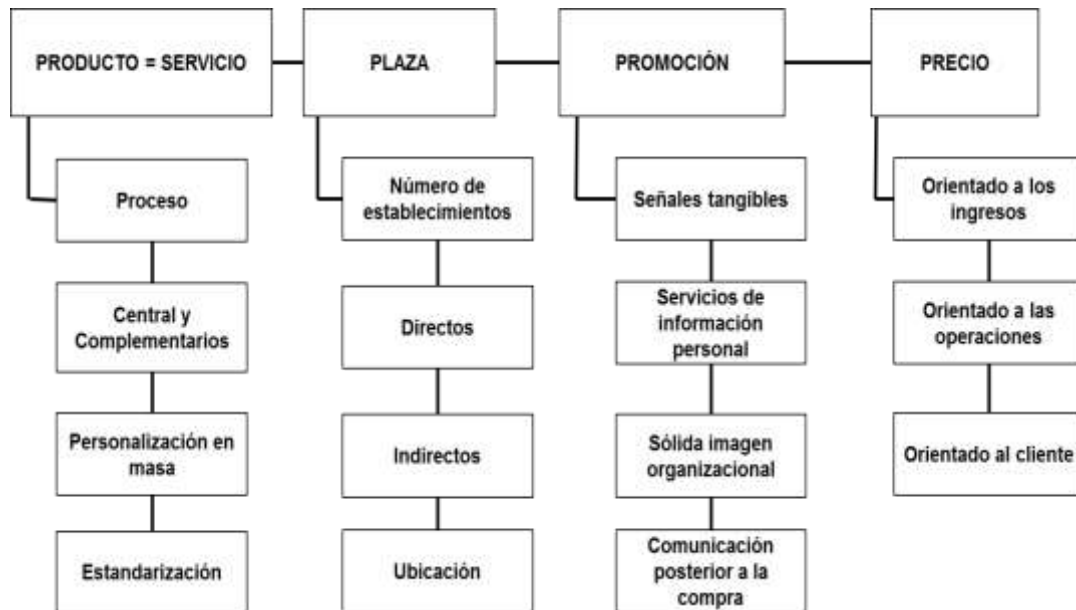 PRODUCTO = SERVICIO
PLAZA
PROMOCIÓN
PRECIO
Proceso
Central y
Complementarios
Personalización en
masa
Estandarización
Número de
establecimientos
Directos
Indirectos
Ubicación
Señales tangibles
Servicios de
información
personal
Sólida imagen
organizacional
Comunicación
posterior a la
compra
Orientado a los
ingresos
Orientado a las
operaciones
Orientado al cliente